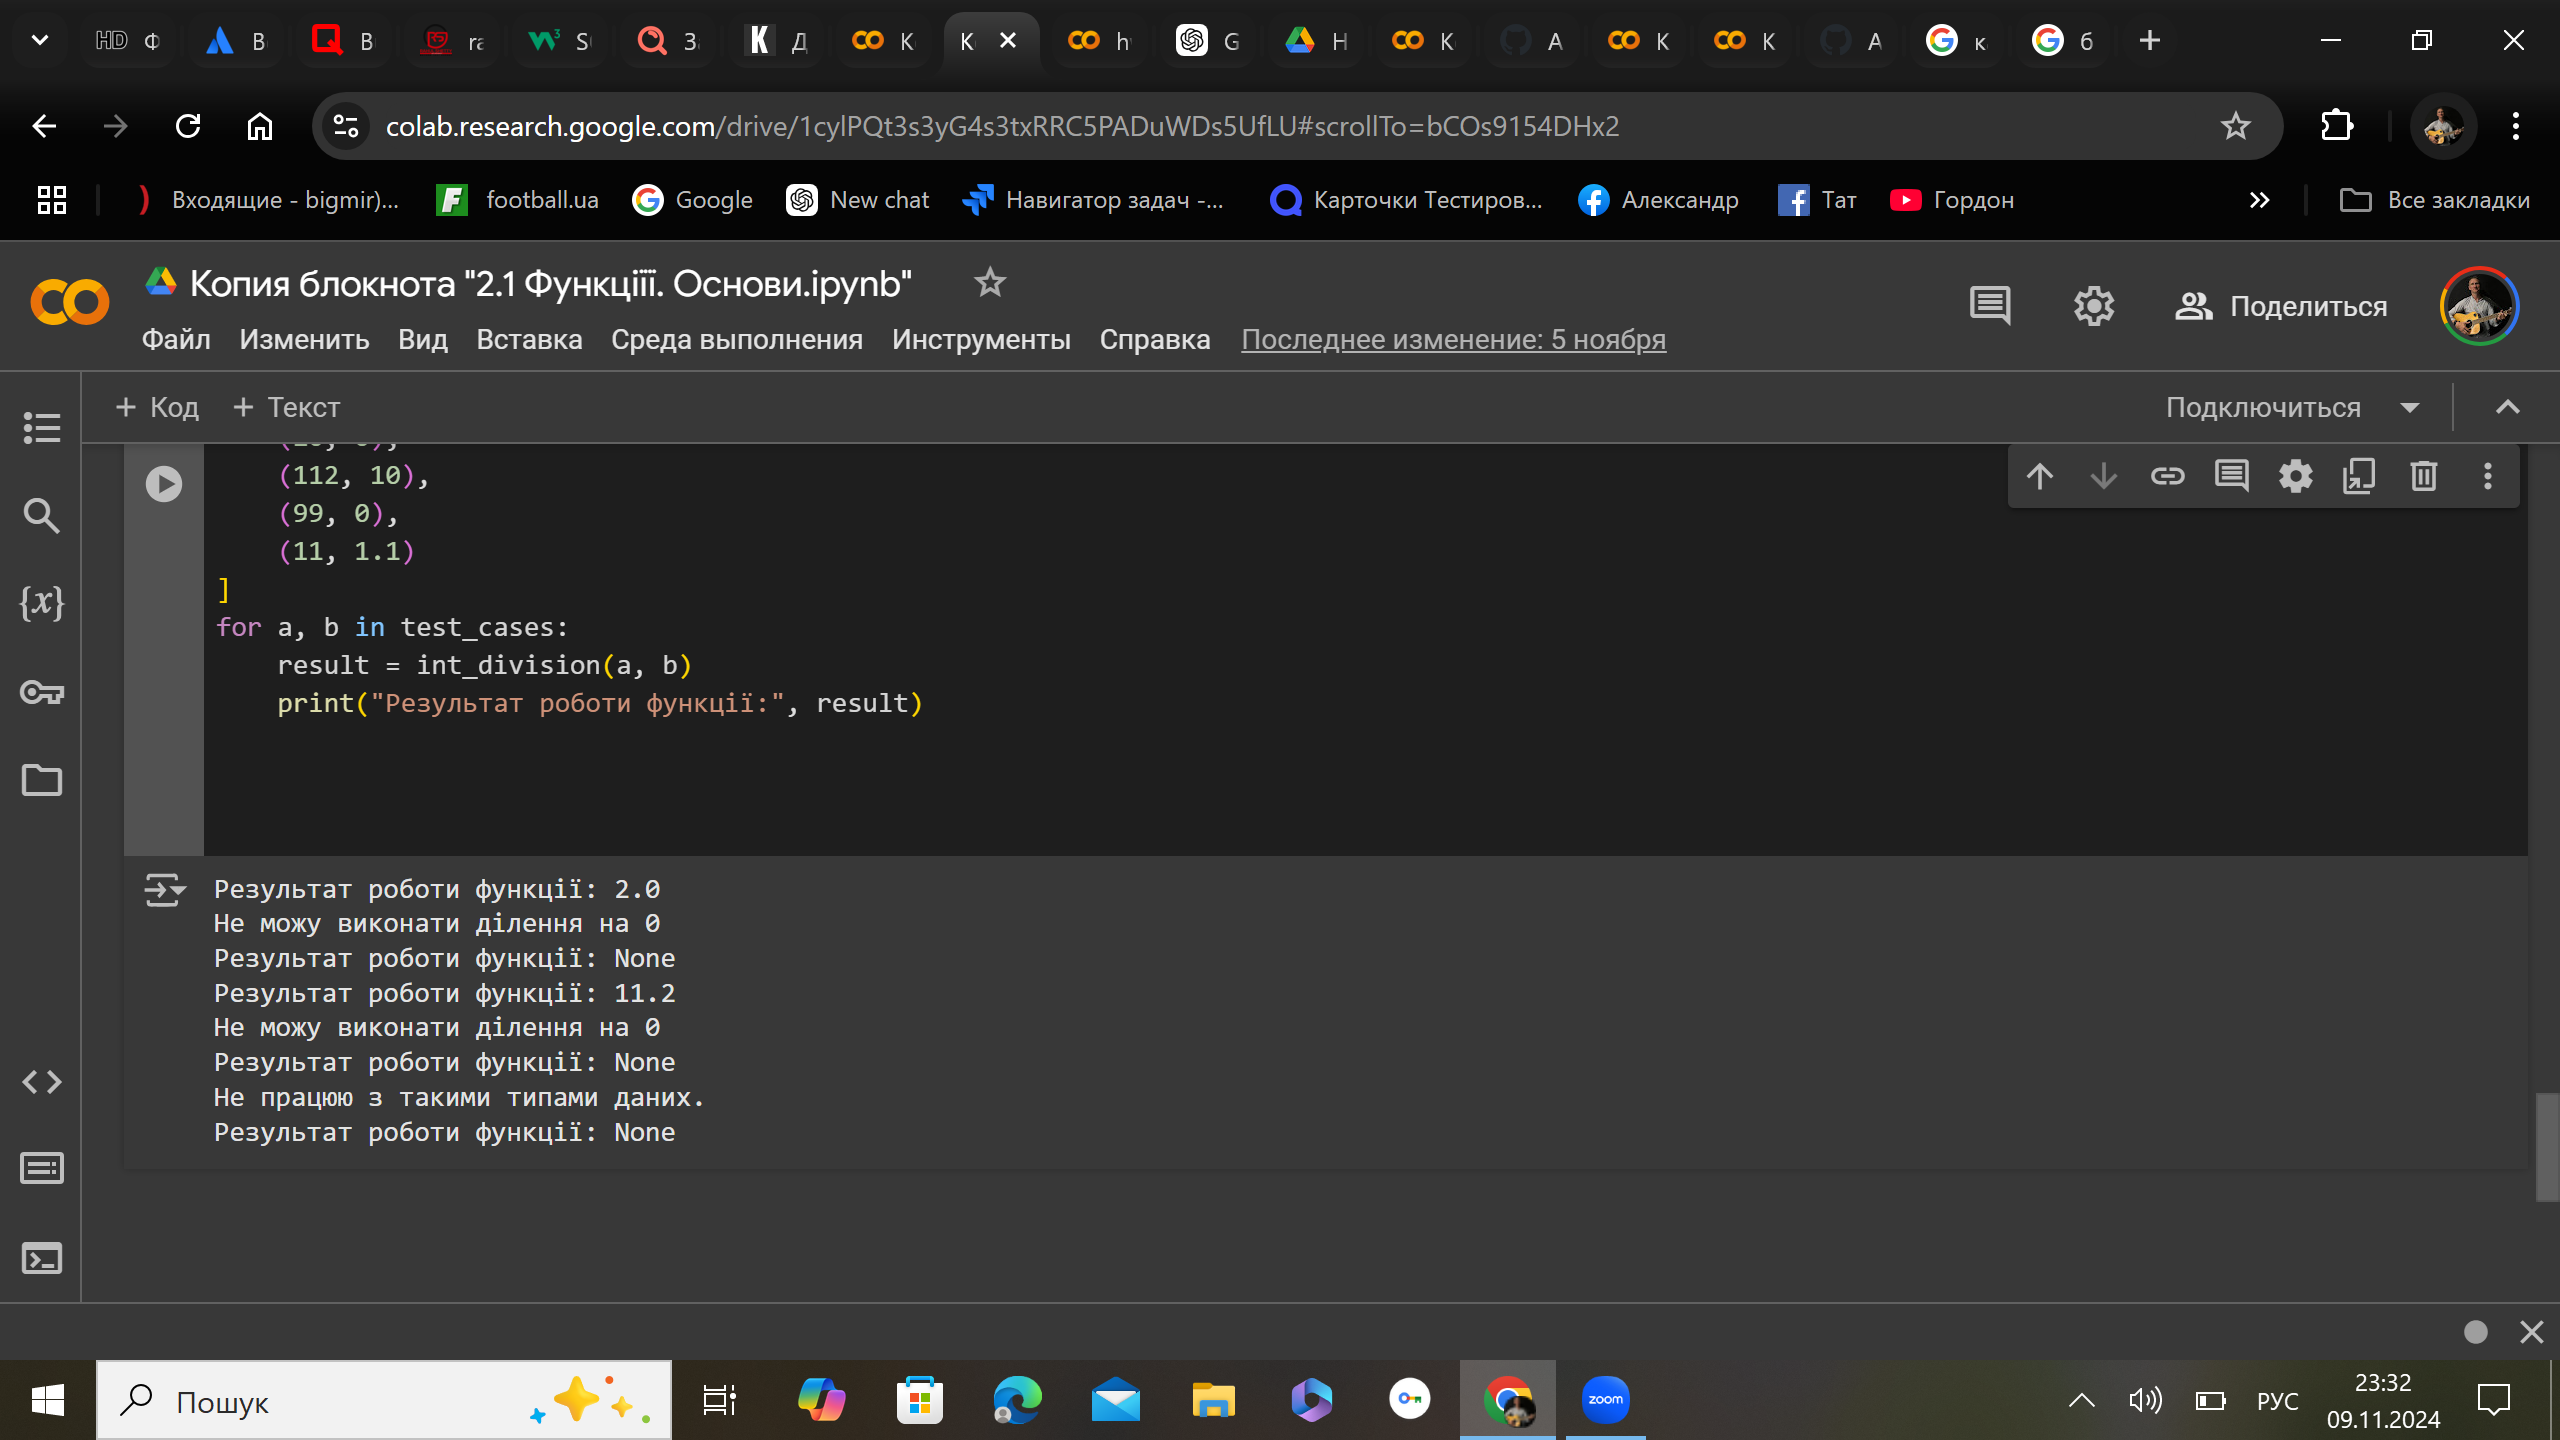 HD Ф
В
В
ra
S
З
K Д
К
К
h
G
Н
К
А
К
К
А
к
б
colab.research.google.com/drive/1cylPQt3s3yG4s3txRRC5PADuWDs5UfLU#scrollTo=bCOs9154DHx2
Входящие - bigmir)...
football.ua
Google
New chat
Навигатор задач -...
Карточки Тестиров...
Александр
Тат
Гордон
Все закладки
Копия блокнота "2.1 Функціїї. Основи.ipynb"
Файл Изменить Вид Вставка Среда выполнения Инструменты Справка Последнее изменение: 5 ноября
Поделиться
+ Код + Текст
Подключиться
(112, 10),
(99, 0),
(11, 1.1)
]
for a, b in test_cases:
result = int_division(a, b)
print("Результат роботи функції:", result)
Результат роботи функції: 2.0
Не можу виконати ділення на 0
Результат роботи функції: None
Результат роботи функції: 11.2
Не можу виконати ділення на 0
Результат роботи функції: None
Не працюю з такими типами даних.
Результат роботи функції: None
Пошук
zoom
РУС
23:32
09.11.2024